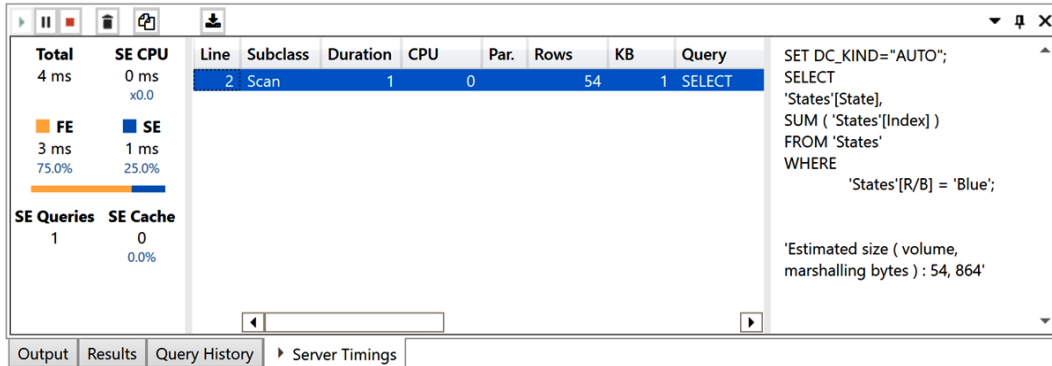 Total SE CPU
4 ms 0 ms
x0.0
FE SE
3 ms 1 ms
75.0% 25.0%
SE Queries SE Cache
1 0
0.0%
Line Subclass Duration CPU Par. Rows KB Query
2 Scan 1 0 54 1 SELECT
SET DC_KIND="AUTO";
SELECT
'States'[State],
SUM ( 'States'[Index] )
FROM 'States'
WHERE
'States'[R/B] = 'Blue';
'Estimated size ( volume,
marshalling bytes ) : 54, 864'
Output Results Query History Server Timings